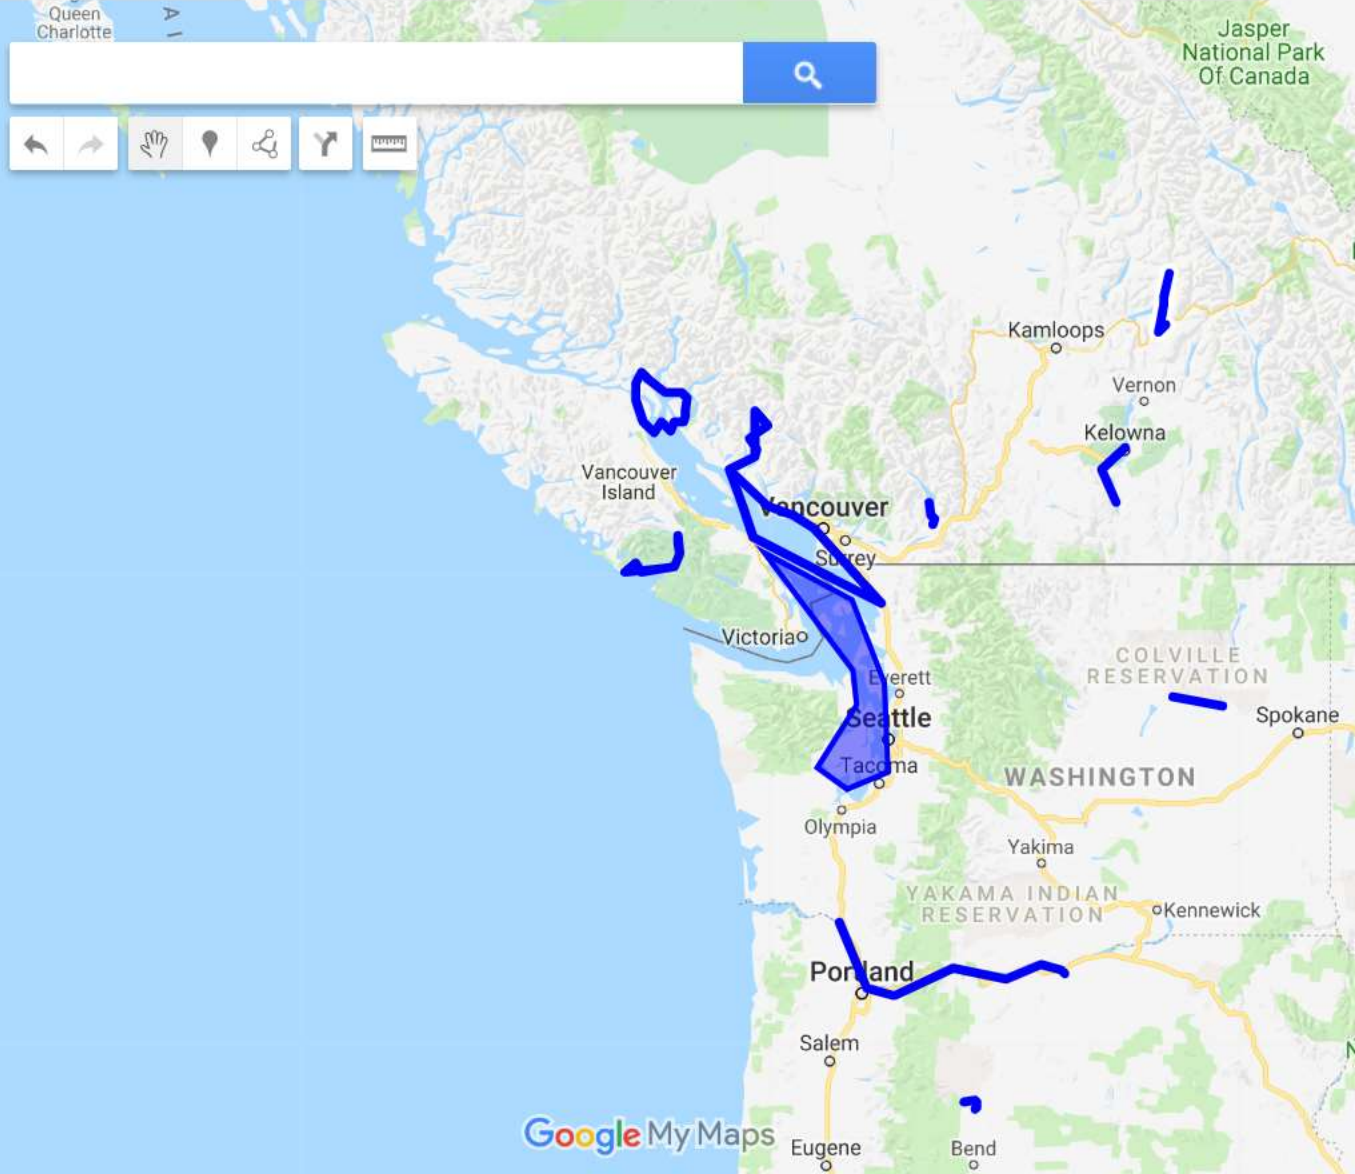 Queen
Charlotte
A
I
Jasper
National Park
Of Canada
Kamloops
Vernon
Kelowna
Vancouver
Island
Vancouver
Surrey
Victoria
COLVILLE
RESERVATION
Everett
Seattle
Spokane
Tacoma
WASHINGTON
Olympia
Yakima
YAKAMA INDIAN
RESERVATION
Kennewick
Portland
Salem
Google My Maps
Eugene
Bend